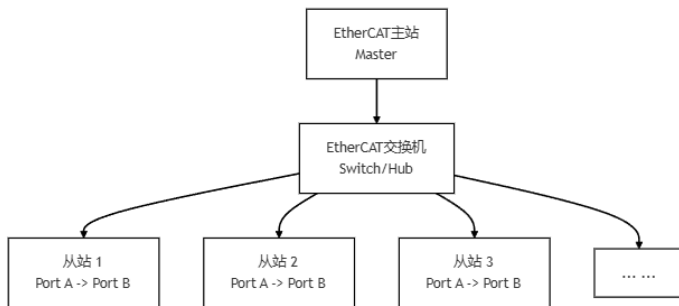 EtherCAT主站
Master
EtherCAT交换机
Switch/Hub
从站 1
Port A -> Port B
从站 2
Port A -> Port B
从站 3
Port A -> Port B
... ...